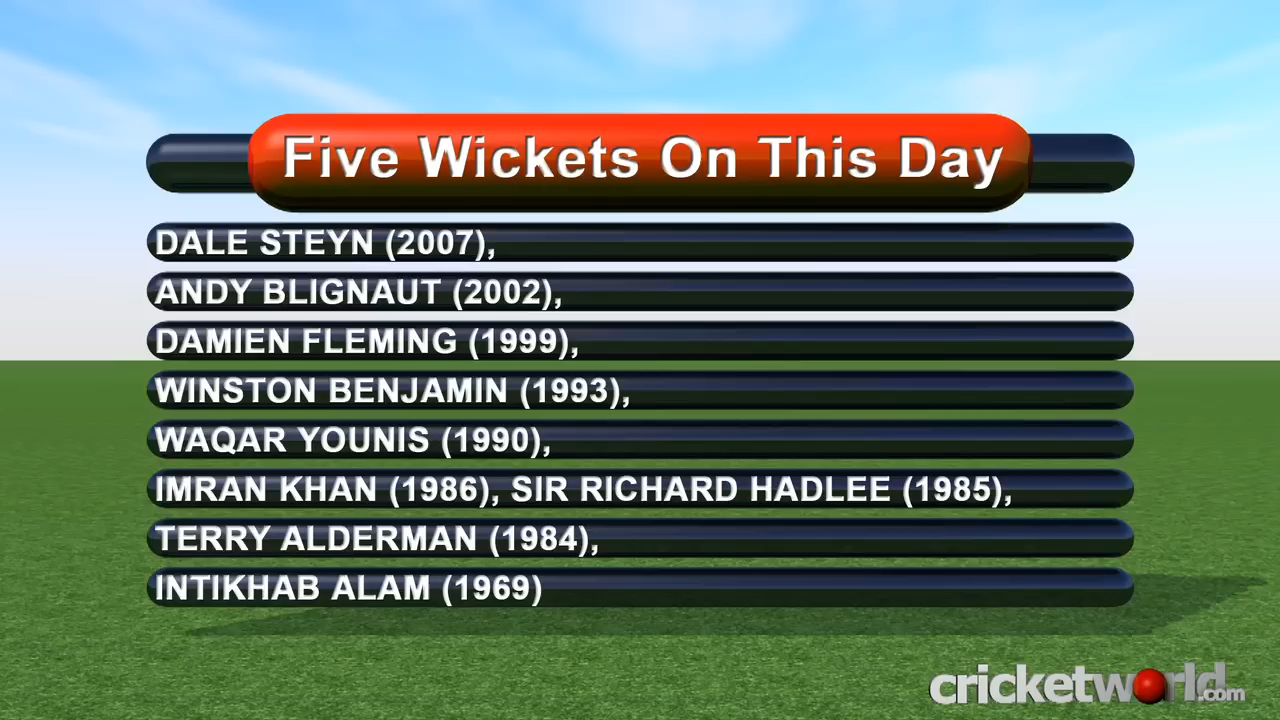 Five Wickets On This Day
DALE STEYN (2007),
ANDY BLIGNAUT (2002),
DAMIEN FLEMING (1999),
WINSTON BENJAMIN (1993),
WAQAR YOUNIS (1990),
IMRAN KHAN (1986), SIR RICHARD HADLEE (1985),
TERRY ALDERMAN (1984),
INTIKHAB ALAM (1969)
cricketworld.com